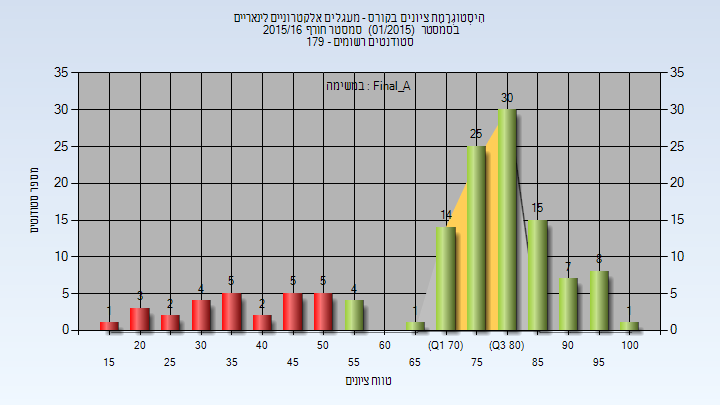 היסטוגרמת ציונים בקורס - מעגלים אלקטרוניים לינאריים
בסמסטר (01/2015) סמסטר חורף 2015/16
סטודנטים רשומים - 179
במשימה : Final_A
מספר סטודנטים
35 35
30 30
25 25
20 20
15 15
10 10
5 5
0 0
1 3 2 4 5 2 5 5 4 1 14 25 30 15 7 8 1
20 30 40 50 60 (Q1 70) (Q3 80) 90 100
15 25 35 45 55 65 75 85 95
טווח ציונים